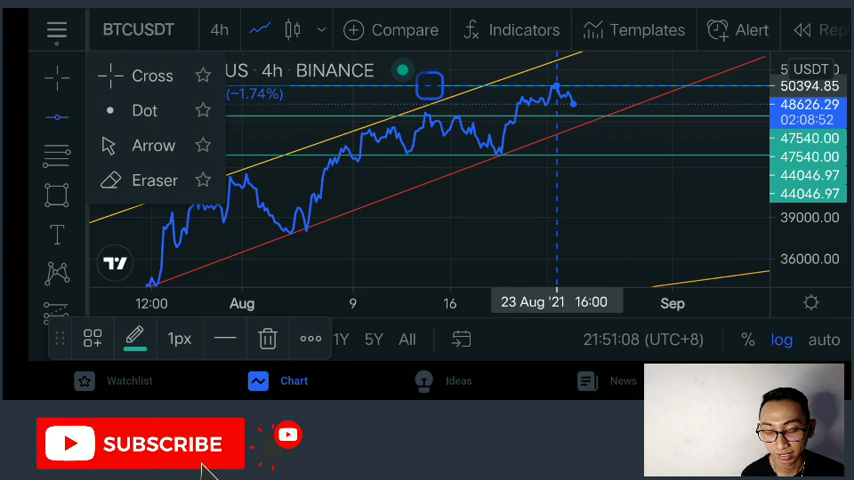 BTCUSDT 4h Compare Indicators Templates Alert Rep
Cross
Dot
Arrow
Eraser
US · 4h · BINANCE
(−1.74%)
USDT
50394.85
48626.29
02:08:52
47540.00
47540.00
44046.97
44046.97
39000.00
36000.00
12:00 Aug 9 16 23 Aug '21 16:00 Sep
1px 1Y 5Y All 21:51:08 (UTC+8) % log auto
Watchlist Chart Ideas News
SUBSCRIBE